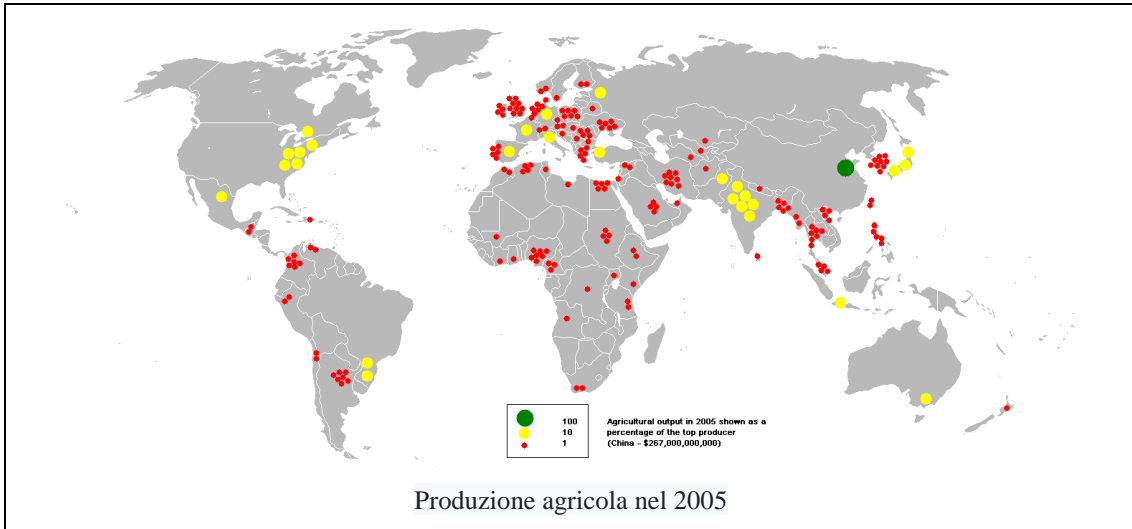 100 Agricultural output in 2005 shown as a
10 percentage of the top producer
1 (China - $267,000,000,000)
Produzione agricola nel 2005